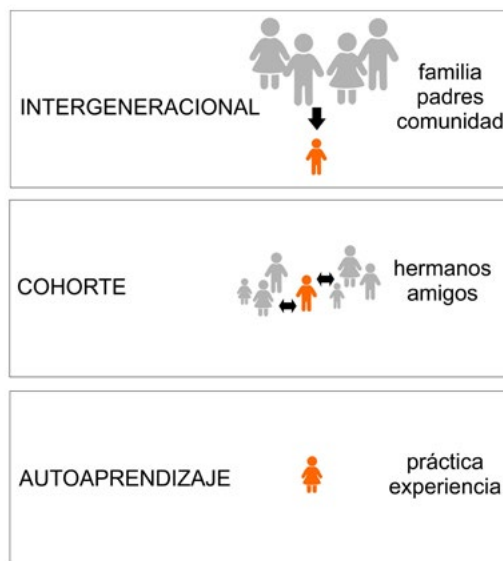 INTERGENERACIONAL
familia
padres
comunidad
COHORTE
hermanos
amigos
AUTOAPRENDIZAJE
práctica
experiencia